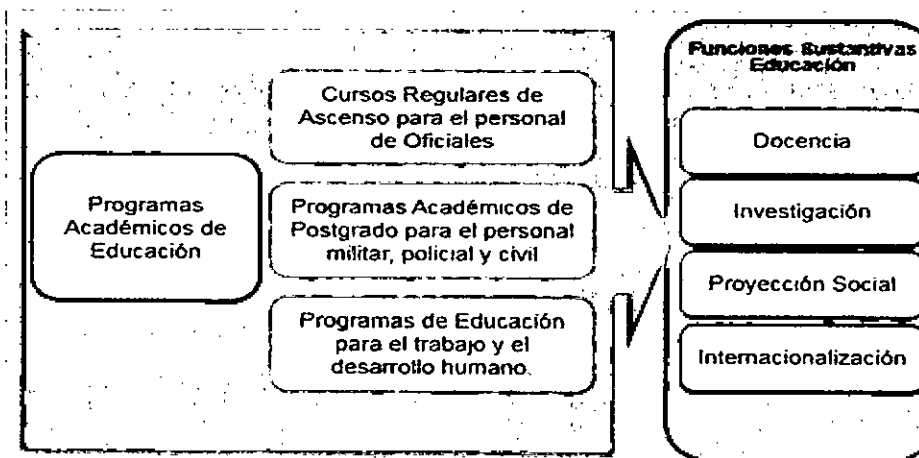 Programas
Académicos de
Educación
Cursos Regulares de
Ascenso para el personal
de Oficiales
Programas Académicos de
Postgrado para el personal
militar, policial y civil
Programas de Educación
para el trabajo y el
desarrollo humano.
Funciones Sustantivas
Educación
Docencia
Investigación
Proyección Social
Internacionalización